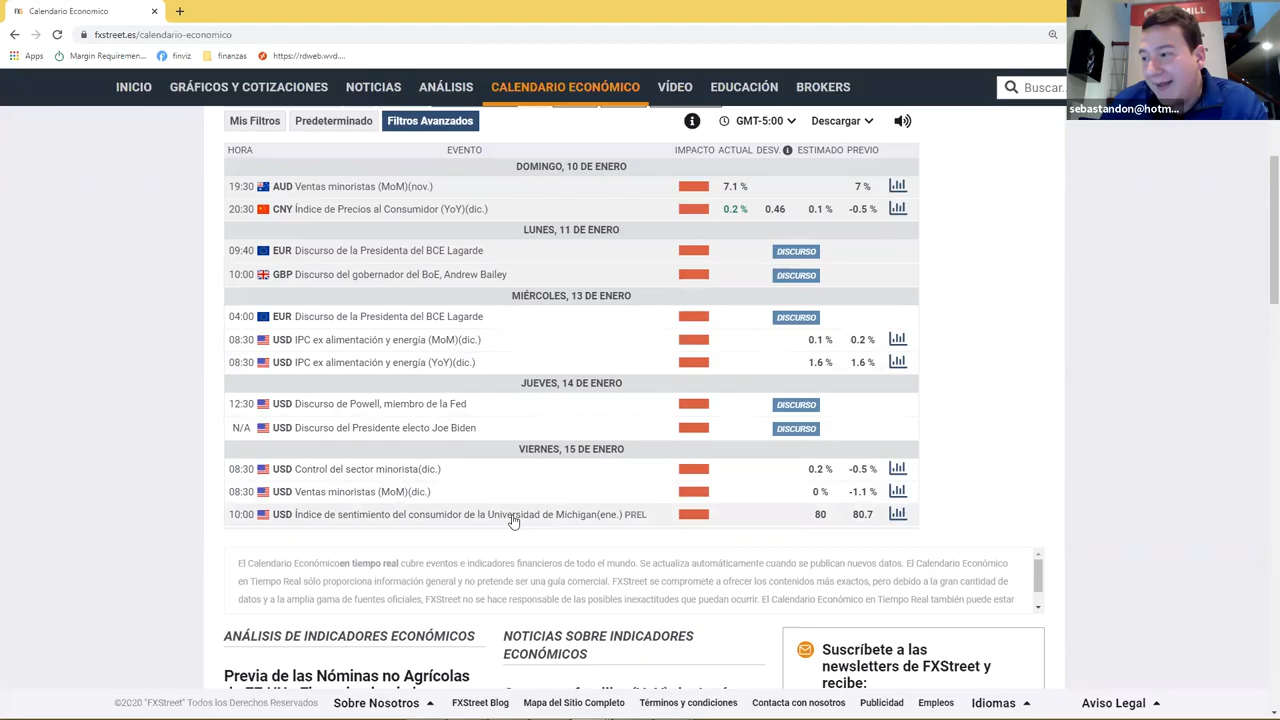 Calendario Economico
fxstreet.es/calendario-economico
Apps Margin Requiremen... finviz finanzas https://rdweb.wvd....
INICIO GRÁFICOS Y COTIZACIONES NOTICIAS ANÁLISIS CALENDARIO ECONÓMICO VÍDEO EDUCACIÓN BROKERS Buscar...
sebastandon@hotm...
Mis Filtros Predeterminado Filtros Avanzados GMT-5:00 Descargar
HORA EVENTO IMPACTO ACTUAL DESV. ESTIMADO PREVIO
DOMINGO, 10 DE ENERO
19:30 AUD Ventas minoristas (MoM)(nov.) 7.1 % 7 %
20:30 CNY Índice de Precios al Consumidor (YoY)(dic.) 0.2 % 0.46 0.1 % -0.5 %
LUNES, 11 DE ENERO
09:40 EUR Discurso de la Presidenta del BCE Lagarde DISCURSO
10:00 GBP Discurso del gobernador del BoE, Andrew Bailey DISCURSO
MIÉRCOLES, 13 DE ENERO
04:00 EUR Discurso de la Presidenta del BCE Lagarde DISCURSO
08:30 USD IPC ex alimentación y energía (MoM)(dic.) 0.1 % 0.2 %
08:30 USD IPC ex alimentación y energía (YoY)(dic.) 1.6 % 1.6 %
JUEVES, 14 DE ENERO
12:30 USD Discurso de Powell, miembro de la Fed DISCURSO
N/A USD Discurso del Presidente electo Joe Biden DISCURSO
VIERNES, 15 DE ENERO
08:30 USD Control del sector minorista(dic.) 0.2 % -0.5 %
08:30 USD Ventas minoristas (MoM)(dic.) 0 % -1.1 %
10:00 USD Índice de sentimiento del consumidor de la Universidad de Michigan(ene.) PREL 80 80.7
El Calendario Económicoen tiempo real cubre eventos e indicadores financieros de todo el mundo. Se actualiza automáticamente cuando se publican nuevos datos. El Calendario Económico
en Tiempo Real sólo proporciona información general y no pretende ser una guía comercial. FXStreet se compromete a ofrecer los contenidos más exactos, pero debido a la gran cantidad de
datos y a la amplia gama de fuentes oficiales, FXStreet no se hace responsable de las posibles inexactitudes que puedan ocurrir. El Calendario Económico en Tiempo Real también puede estar
ANÁLISIS DE INDICADORES ECONÓMICOS
Previa de las Nóminas no Agrícolas
NOTICIAS SOBRE INDICADORES
ECONÓMICOS
Suscríbete a las
newsletters de FXStreet y
recibe:
©2020 "FXStreet" Todos los Derechos Reservados Sobre Nosotros FXStreet Blog Mapa del Sitio Completo Términos y condiciones Contacta con nosotros Publicidad Empleos Idiomas Aviso Legal